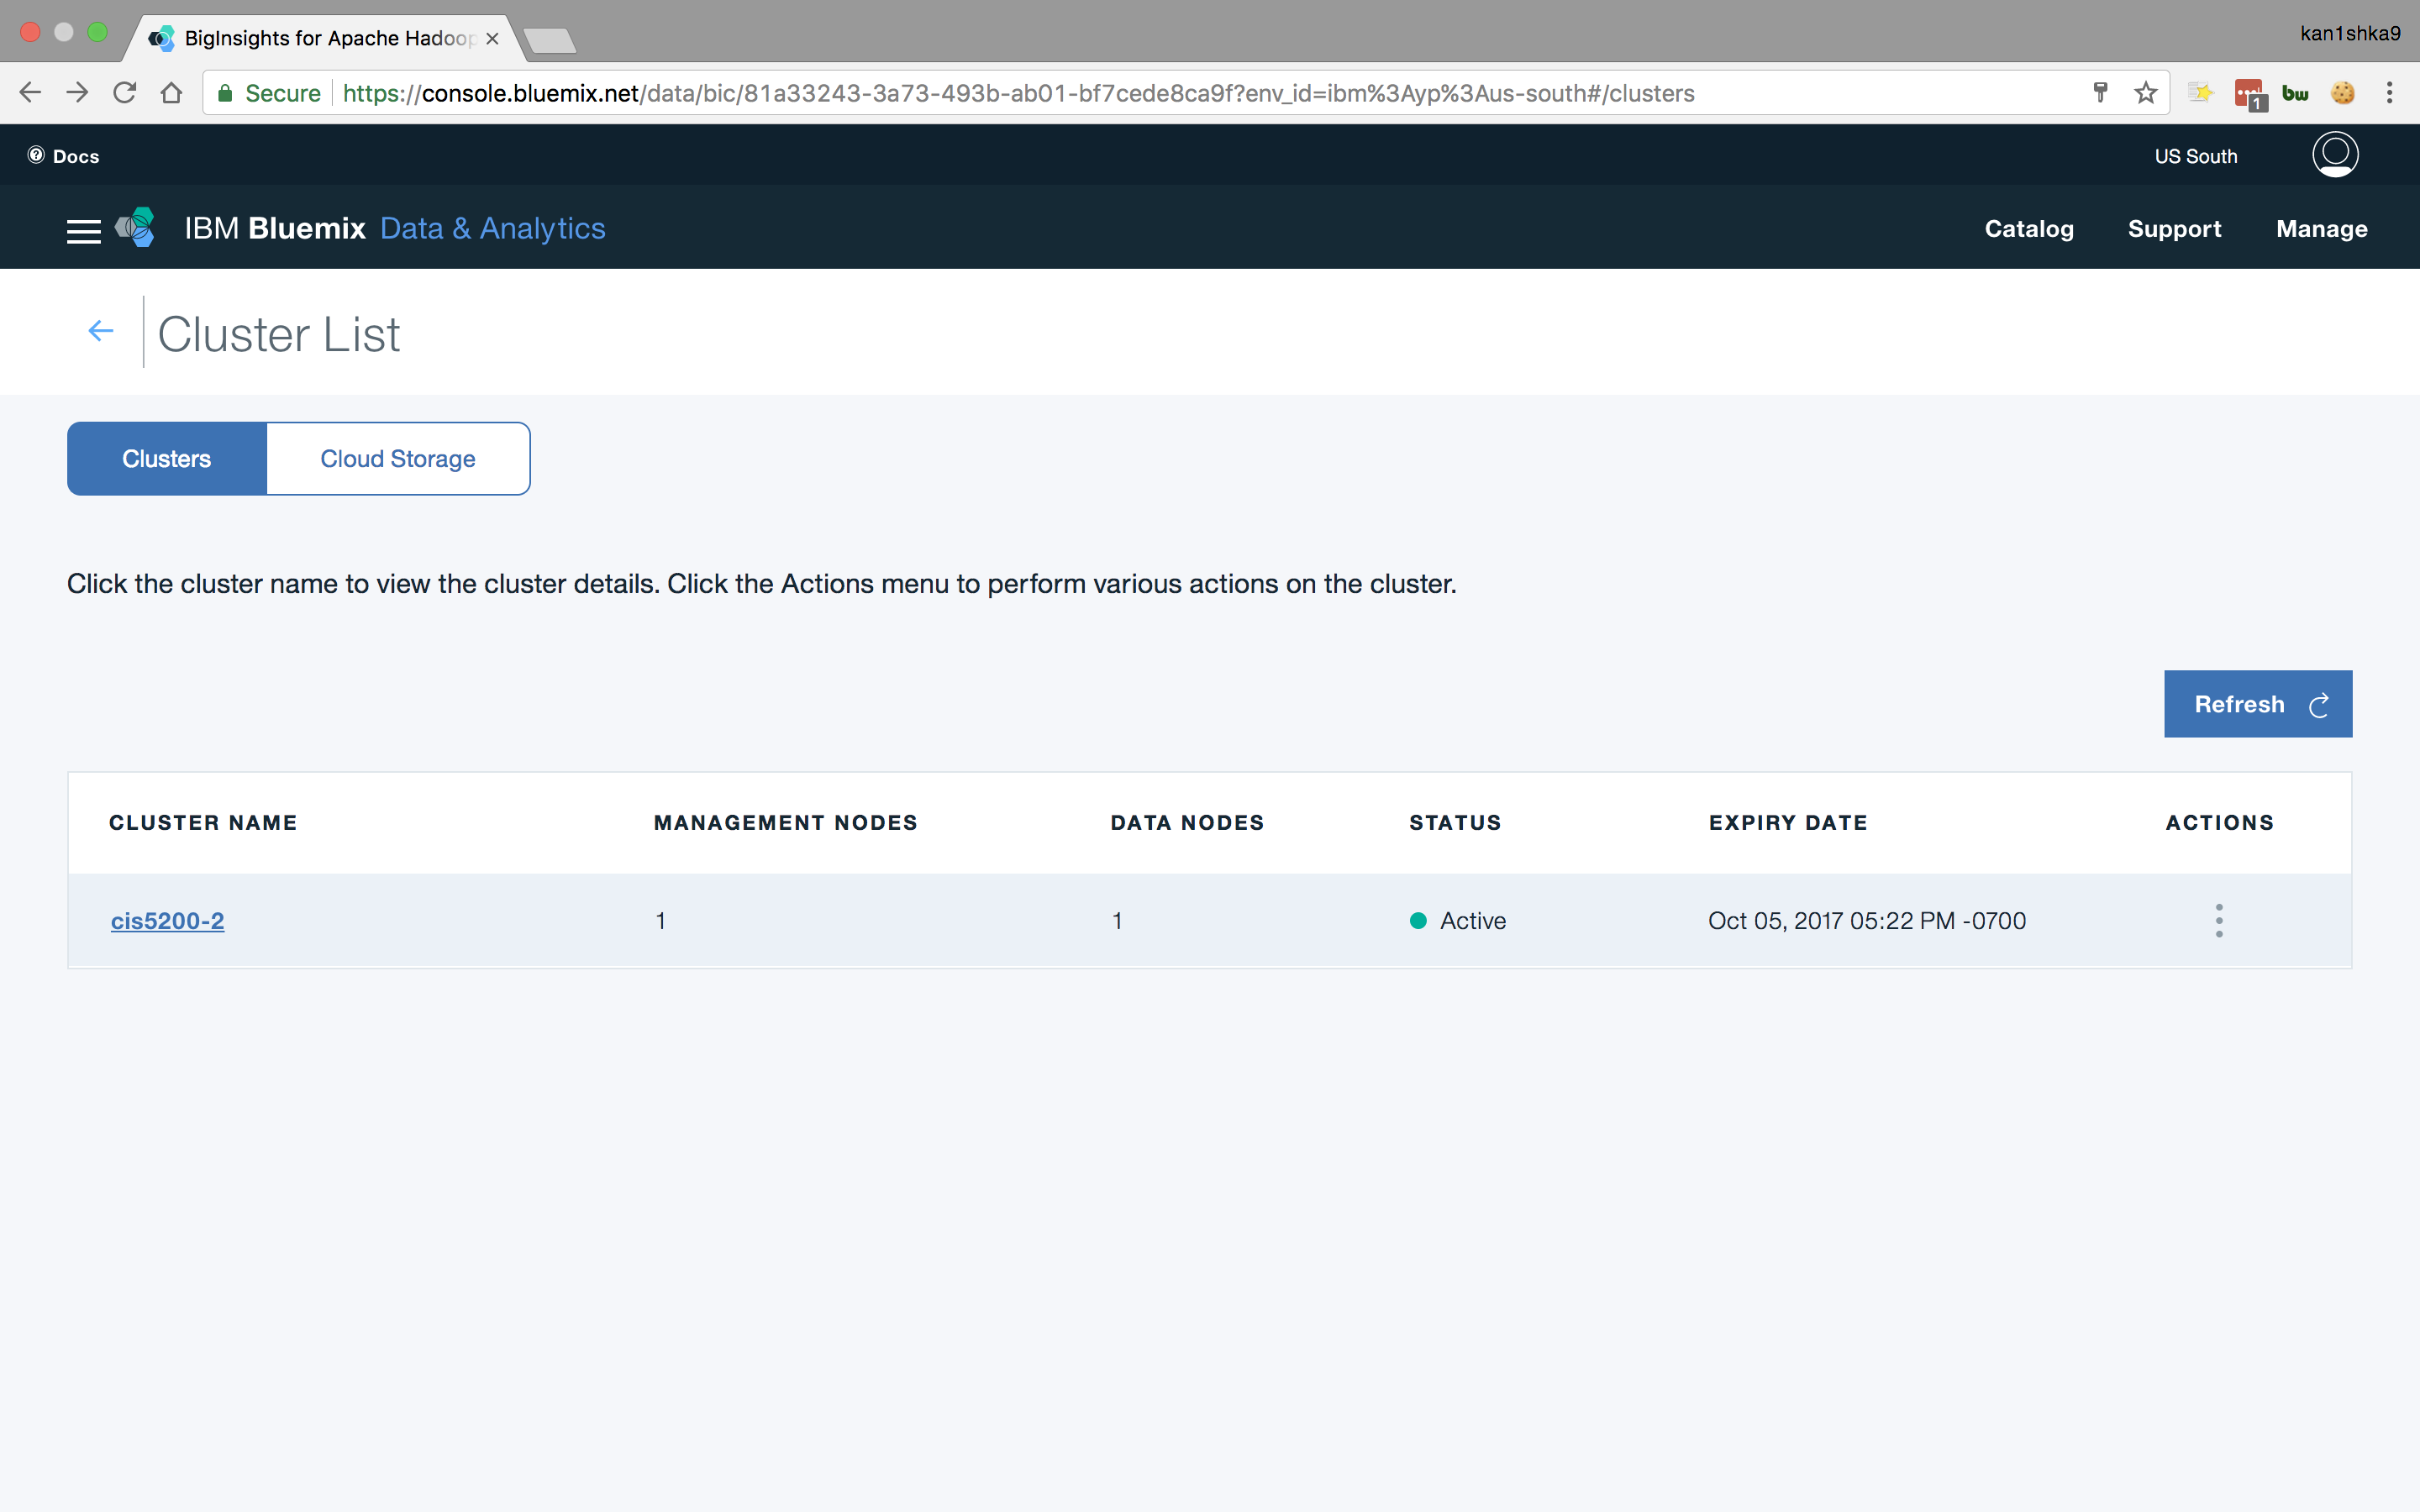 BigInsights for Apache Hadoop
kan1shka9
Secure https://console.bluemix.net/data/bic/81a33243-3a73-493b-ab01-bf7cede8ca9f?env_id=ibm%3Ayp%3Aus-south#/clusters
1 bw
Docs US South
IBM Bluemix Data & Analytics Catalog Support Manage
Cluster List
Clusters Cloud Storage
Click the cluster name to view the cluster details. Click the Actions menu to perform various actions on the cluster.
Refresh
CLUSTER NAME MANAGEMENT NODES DATA NODES STATUS EXPIRY DATE ACTIONS
cis5200-2 1 1 Active Oct 05, 2017 05:22 PM -0700